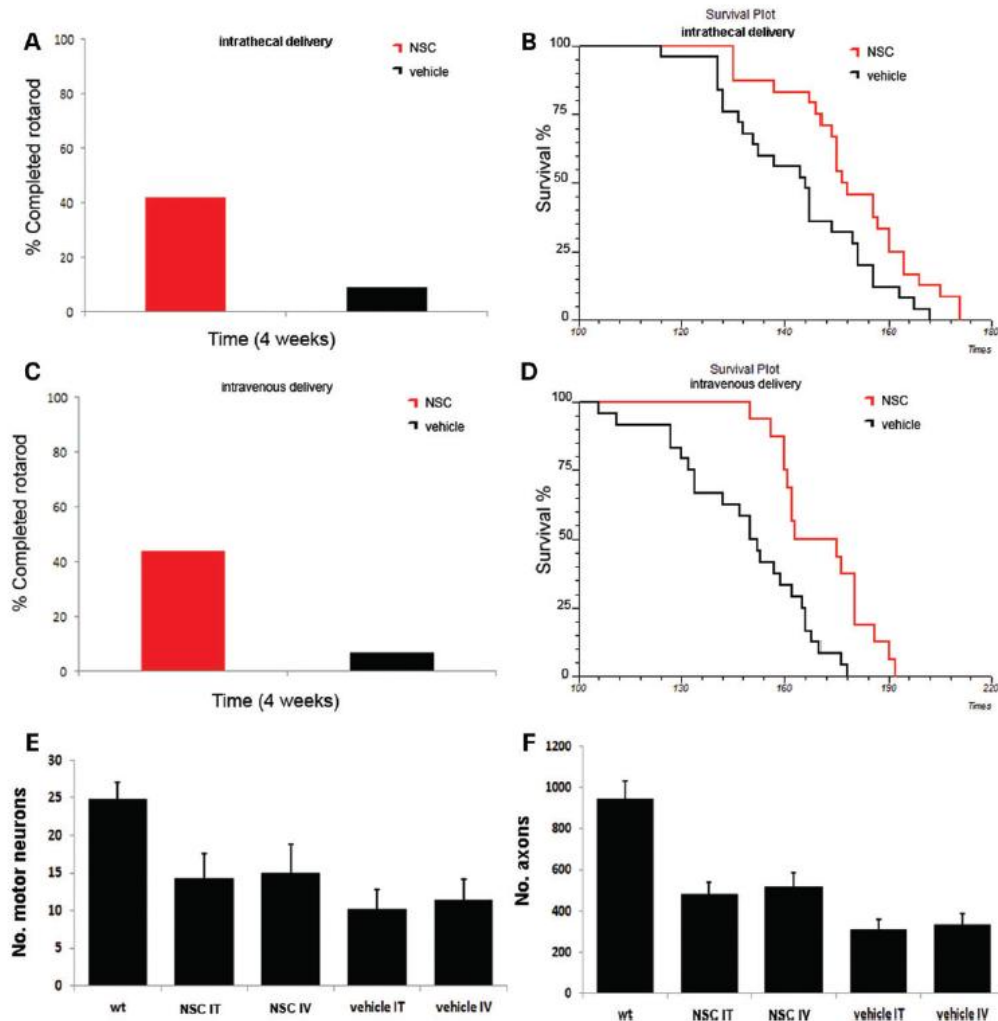 A
intrathecal delivery
NSC
vehicle
% Completed rotarod
100
80
60
40
20
0
Time (4 weeks)
B
Survival Plot
intrathecal delivery
NSC
vehicle
Survival %
100
75
50
25
0
100 120 140 160 180
Times
C
intravenous delivery
NSC
vehicle
% Completed rotarod
100
80
60
40
20
0
Time (4 weeks)
D
Survival Plot
intravenous delivery
NSC
vehicle
Survival %
100
75
50
25
0
100 130 160 190 220
Times
E
No. motor neurons
30
25
20
15
10
5
0
wt NSC IT NSC IV vehicle IT vehicle IV
F
No. axons
1200
1000
800
600
400
200
0
wt NSC IT NSC IV vehicle IT vehicle IV